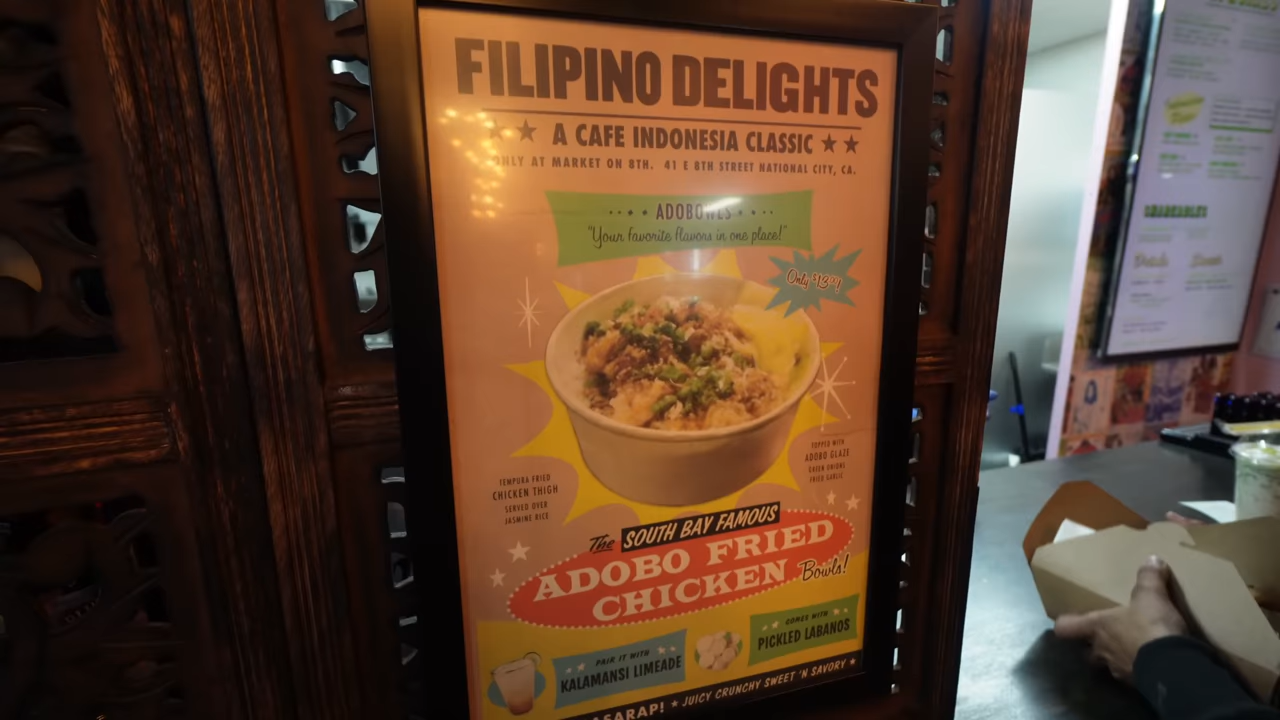 FILIPINO DELIGHTS
A CAFE INDONESIA CLASSIC
ONLY AT MARKET ON 8TH. 41 E 8TH STREET NATIONAL CITY, CA.
ADOBOWLS
"Your favorite flavors in one place!"
Only $13
TOPPED WITH
ADOBO GLAZE
GREEN ONIONS
FRIED GARLIC
TEMPURA FRIED
CHICKEN THIGH
SERVED OVER
JASMINE RICE
The SOUTH BAY FAMOUS
ADOBO FRIED
CHICKEN Bowls!
COMES WITH
PICKLED LABANOS
PAIR IT WITH
KALAMANSI LIMEADE
SARAP! ★ JUICY CRUNCHY SWEET 'N SAVORY ★
SHAREABLES